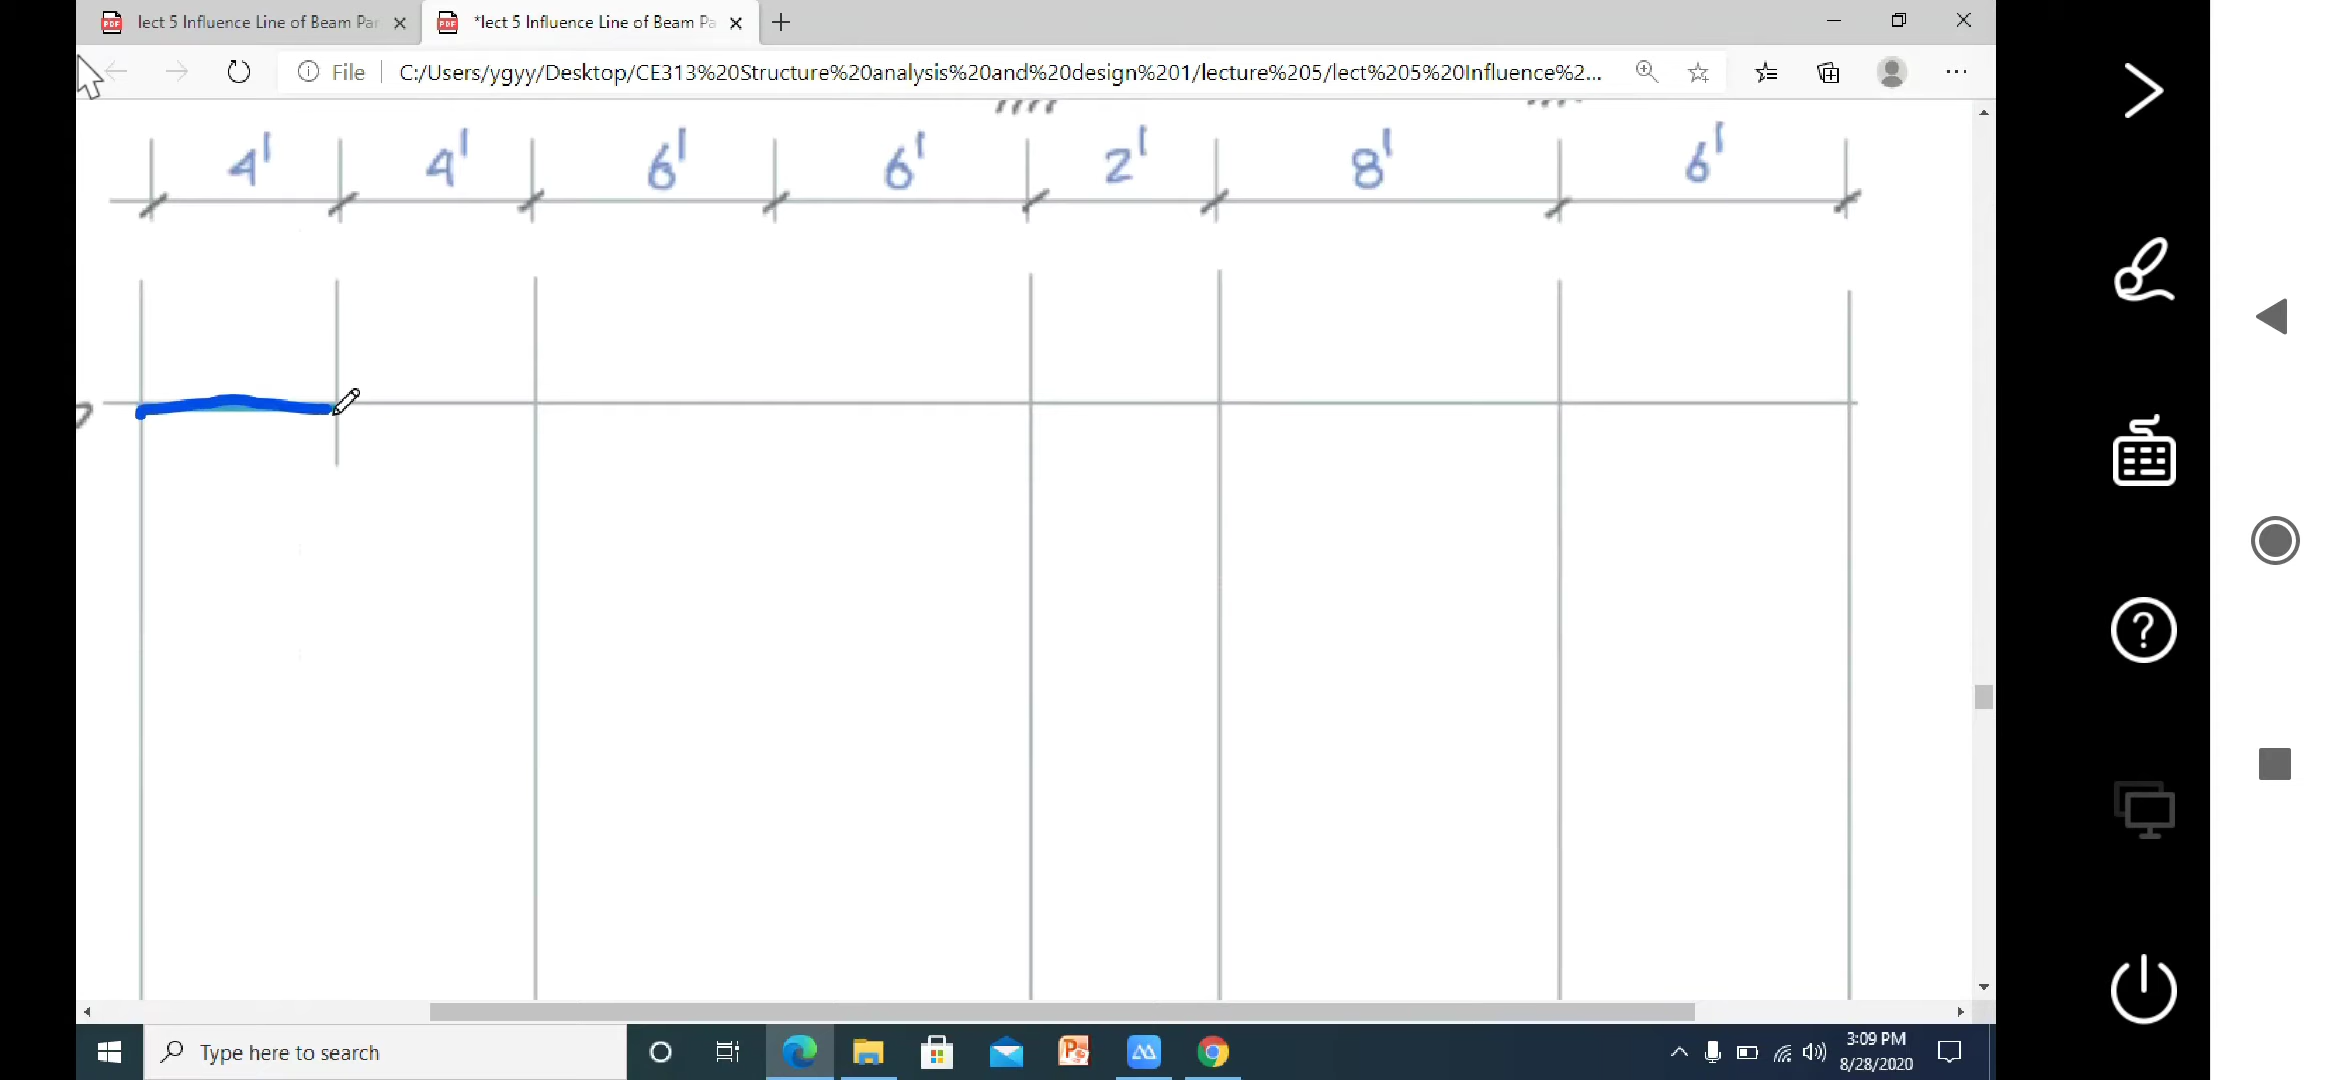 lect 5 Influence Line of Beam Par
*lect 5 Influence Line of Beam Pa
File
C:/Users/ygyy/Desktop/CE313%20Structure%20analysis%20and%20design%201/lecture%205/lect%205%20Influence%2...
4' 4' 6' 6' 2' 8' 6'
Type here to search
3:09 PM
8/28/2020